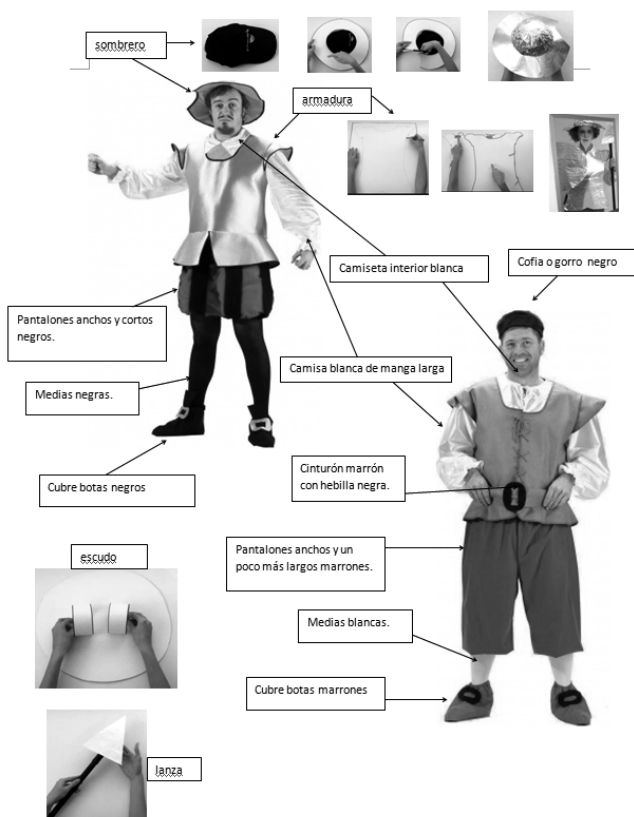 sombrero
armadura
Camiseta interior blanca
Cofia o gorro negro
Pantalones anchos y cortos
negros.
Camisa blanca de manga larga
Medias negras.
Cinturón marrón
con hebilla negra.
Cubre botas negros
escudo
Pantalones anchos y un
poco más largos marrones.
Medias blancas.
Cubre botas marrones
lanza